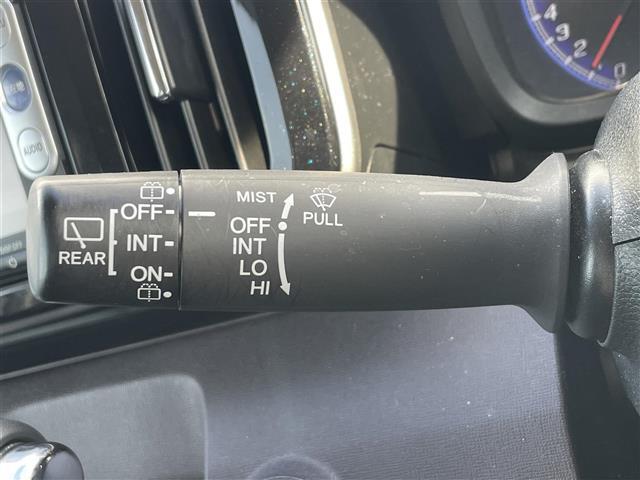 AUDIO
REAR
OFF
INT
ON
MIST
OFF
INT
LO
HI
PULL
4
3
2
0